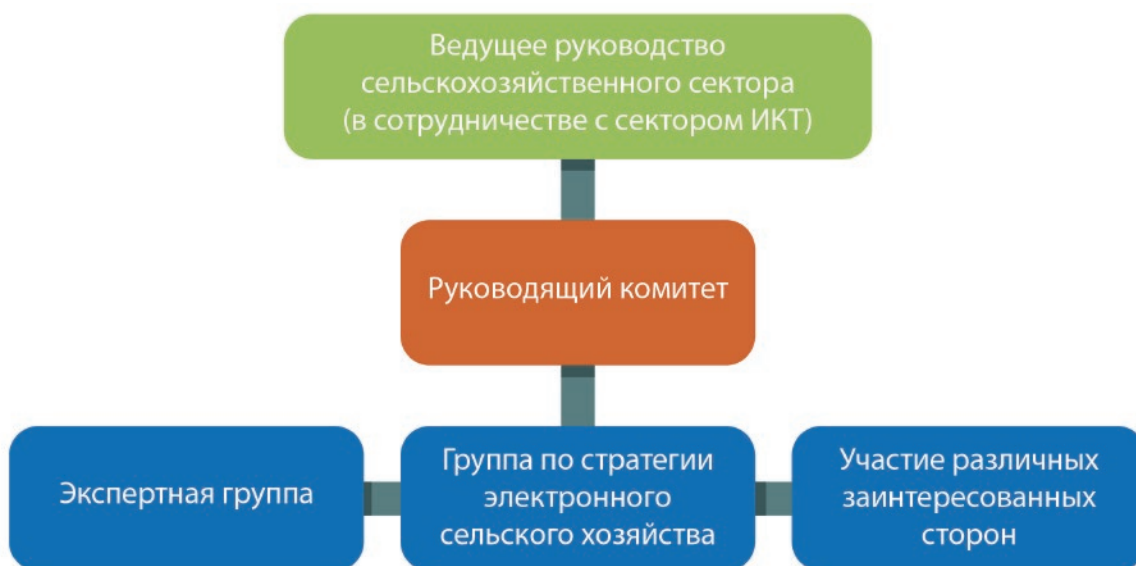 Ведущее руководство
сельскохозяйственного сектора
(в сотрудничестве с сектором ИКТ)
Руководящий комитет
Экспертная группа
Группа по стратегии
электронного
сельского хозяйства
Участие различных
заинтересованных
сторон